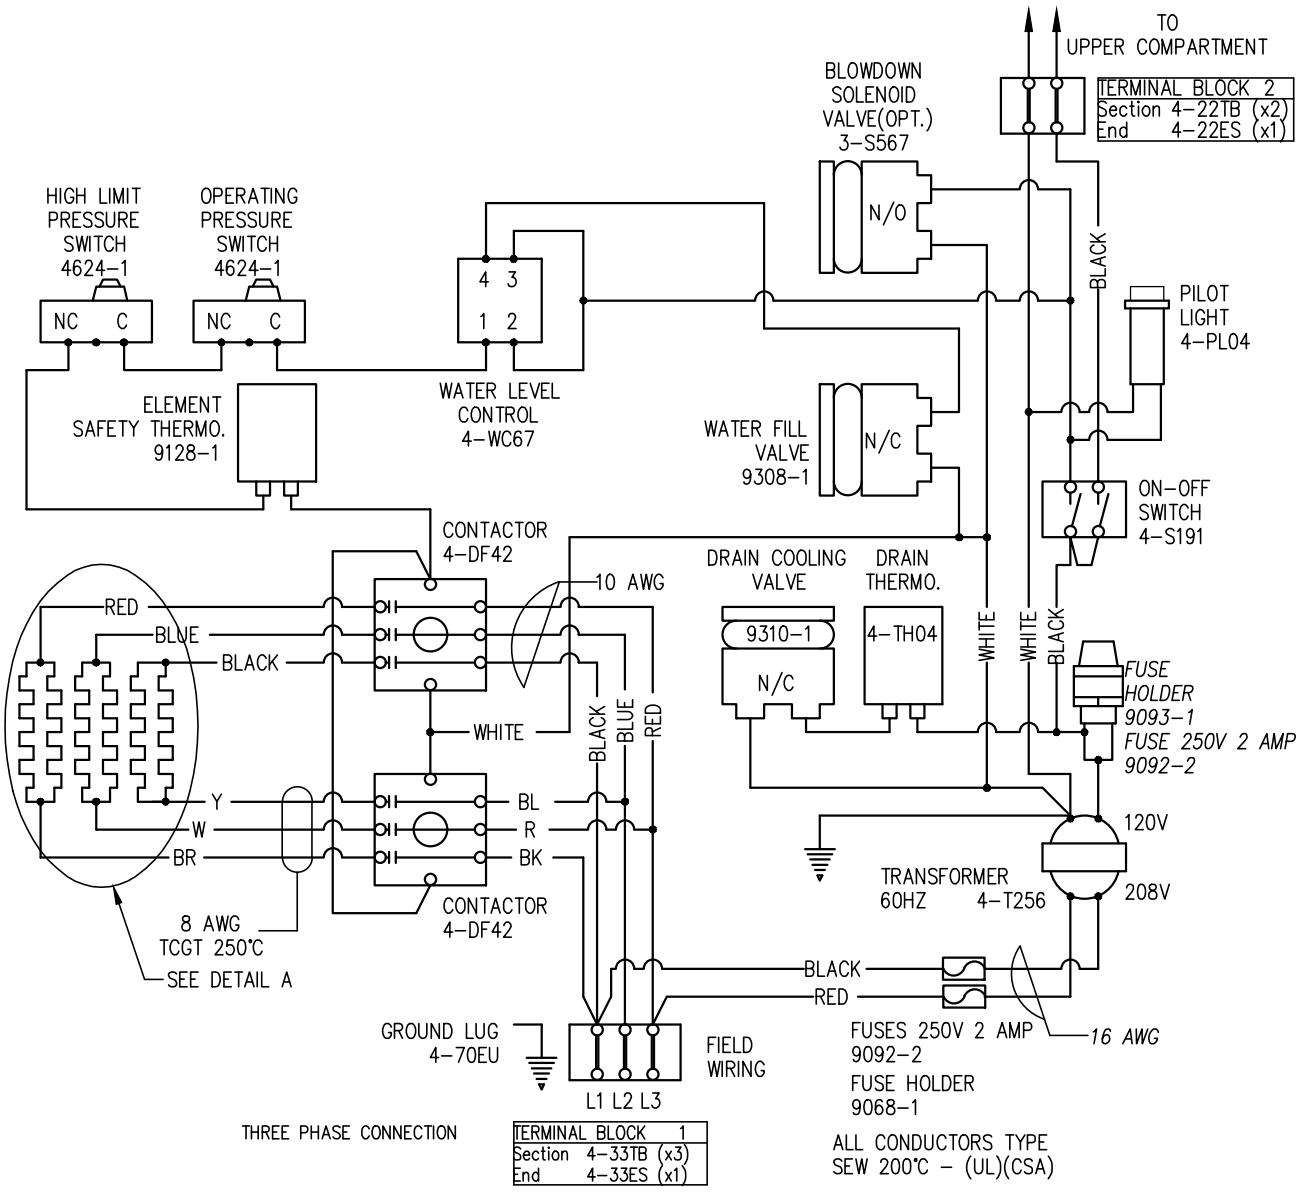 TO
UPPER COMPARTMENT
TERMINAL BLOCK 2
Section 4-22TB (x2)
End 4-22ES (x1)
BLOWDOWN
SOLENOID
VALVE(OPT.)
3-S567
N/O
HIGH LIMIT
PRESSURE
SWITCH
4624-1
NC C
OPERATING
PRESSURE
SWITCH
4624-1
NC C
4 3
1 2
WATER LEVEL
CONTROL
4-WC67
BLACK
PILOT
LIGHT
4-PL04
ELEMENT
SAFETY THERMO.
9128-1
WATER FILL
VALVE
9308-1
N/C
ON-OFF
SWITCH
4-S191
CONTACTOR
4-DF42
10 AWG
DRAIN COOLING
VALVE
9310-1
N/C
DRAIN
THERMO.
4-TH04
WHITE
WHITE
BLACK
FUSE
HOLDER
9093-1
FUSE 250V 2 AMP
9092-2
RED
BLUE
BLACK
WHITE
BLACK
BLUE
RED
Y
W
BR
BL
R
BK
120V
208V
TRANSFORMER
60HZ 4-T256
CONTACTOR
4-DF42
8 AWG
TCGT 250°C
SEE DETAIL A
BLACK
RED
16 AWG
FUSES 250V 2 AMP
9092-2
FUSE HOLDER
9068-1
GROUND LUG
4-70EU
FIELD
WIRING
L1 L2 L3
THREE PHASE CONNECTION
TERMINAL BLOCK 1
Section 4-33TB (x3)
End 4-33ES (x1)
ALL CONDUCTORS TYPE
SEW 200°C - (UL)(CSA)